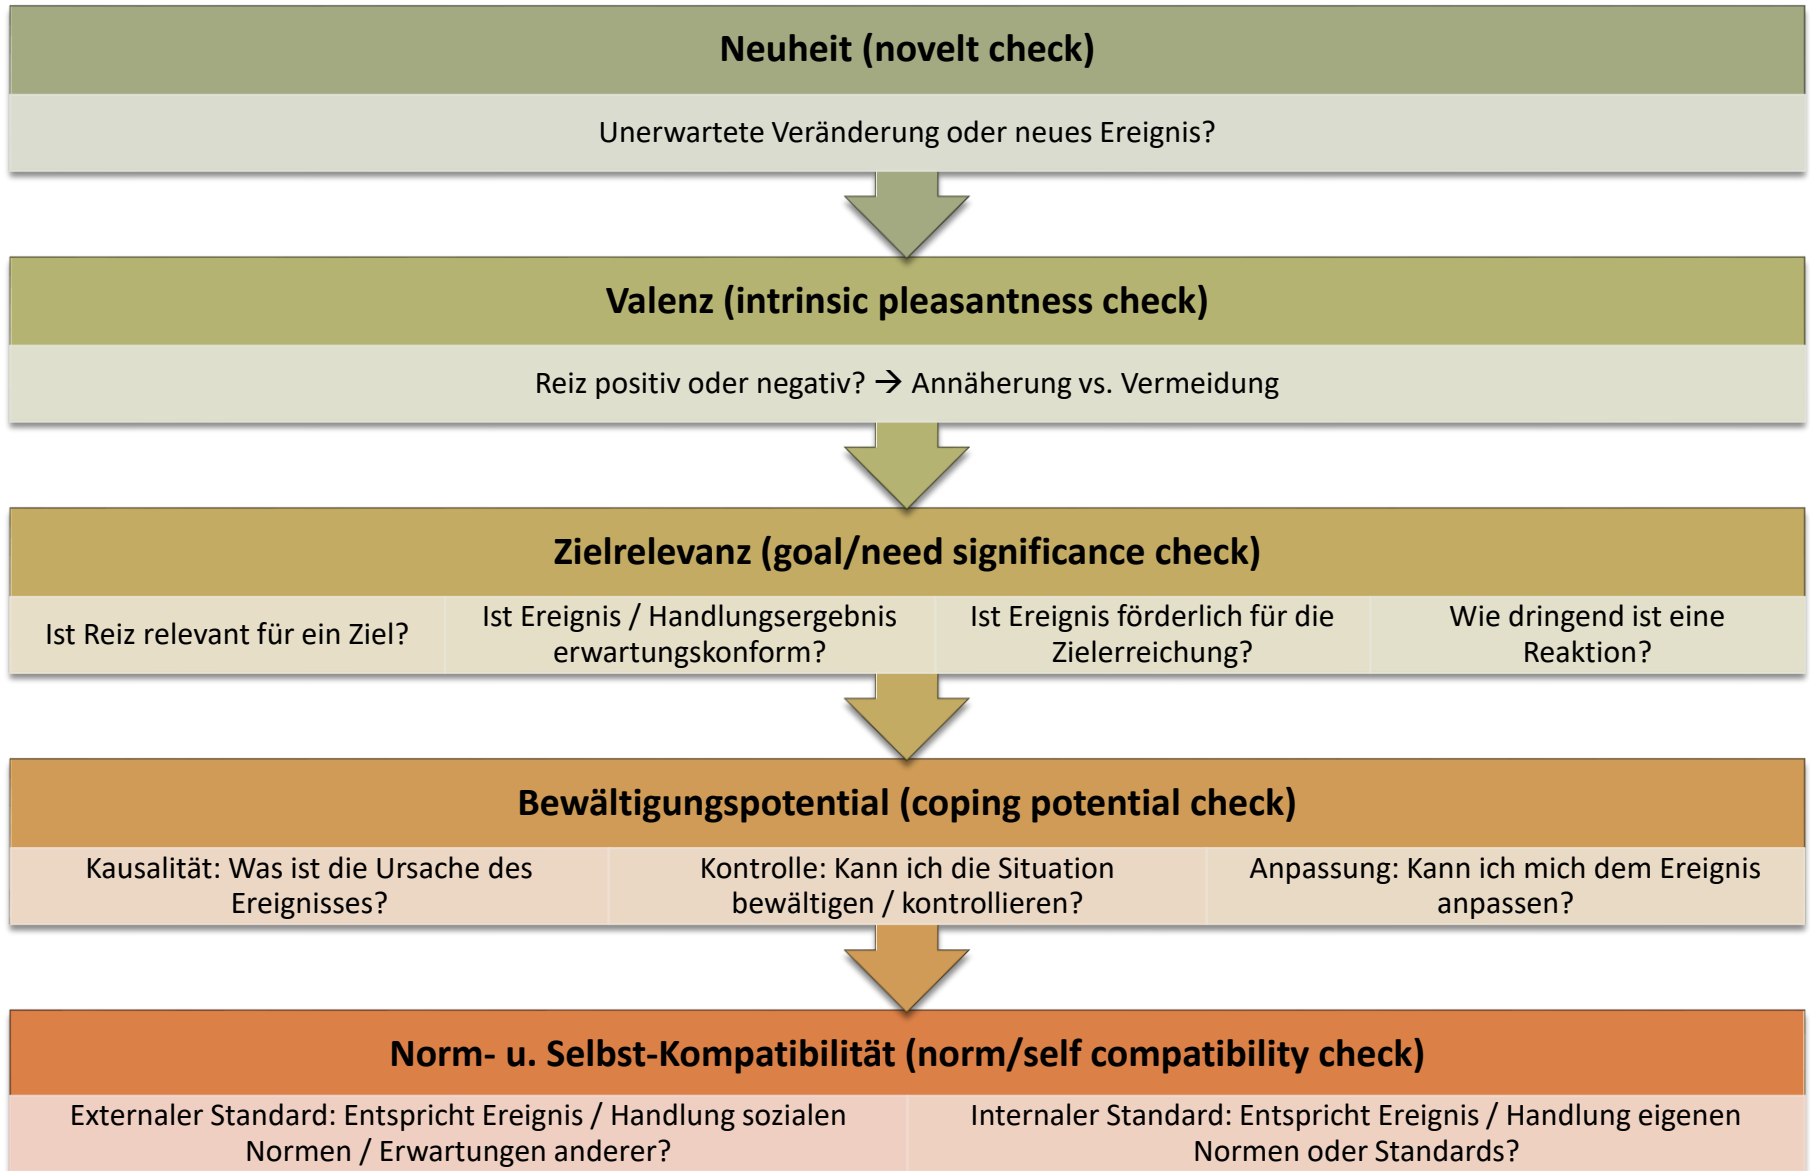 Neuheit (novelt check)
Unerwartete Veränderung oder neues Ereignis?
Valenz (intrinsic pleasantness check)
Reiz positiv oder negativ? → Annäherung vs. Vermeidung
Zielrelevanz (goal/need significance check)
Ist Reiz relevant für ein Ziel?
Ist Ereignis / Handlungsergebnis
erwartungskonform?
Ist Ereignis förderlich für die
Zielerreichung?
Wie dringend ist eine
Reaktion?
Bewältigungspotential (coping potential check)
Kausalität: Was ist die Ursache des
Ereignisses?
Kontrolle: Kann ich die Situation
bewältigen / kontrollieren?
Anpassung: Kann ich mich dem Ereignis
anpassen?
Norm- u. Selbst-Kompatibilität (norm/self compatibility check)
Externaler Standard: Entspricht Ereignis / Handlung sozialen
Normen / Erwartungen anderer?
Internaler Standard: Entspricht Ereignis / Handlung eigenen
Normen oder Standards?